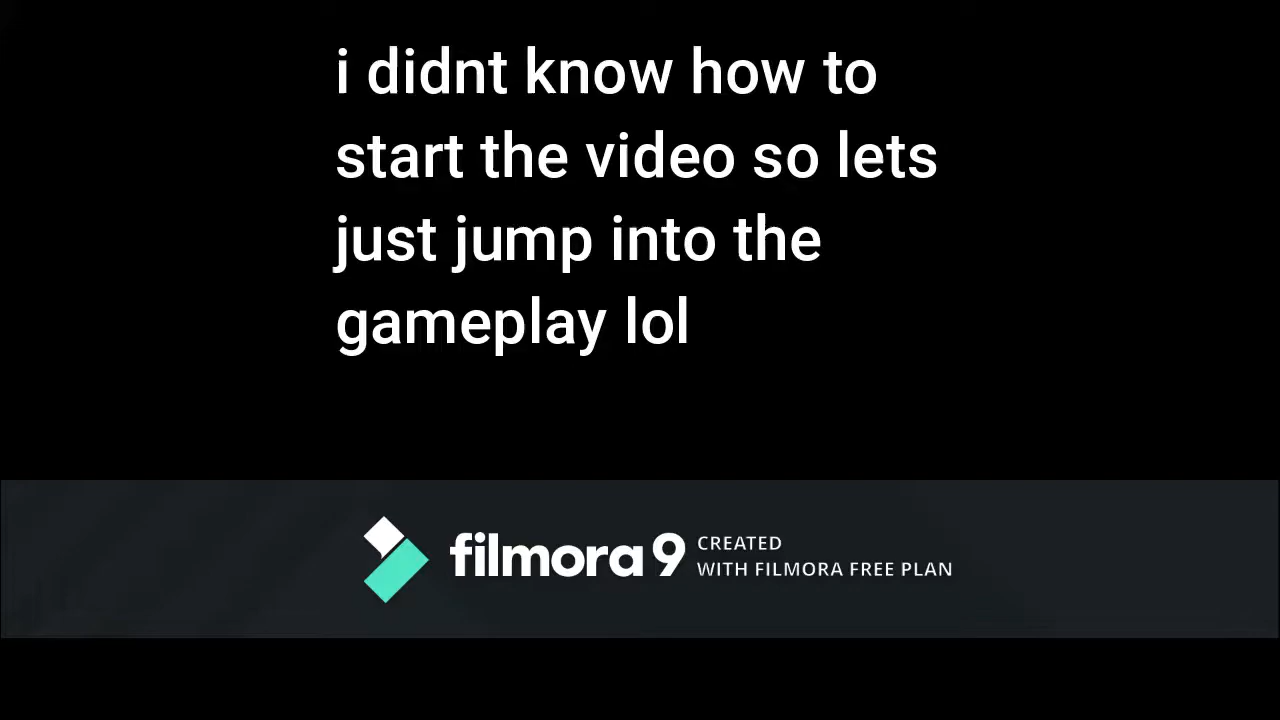 i didnt know how to
start the video so lets
just jump into the
gameplay lol
filmora 9 CREATED
WITH FILMORA FREE PLAN